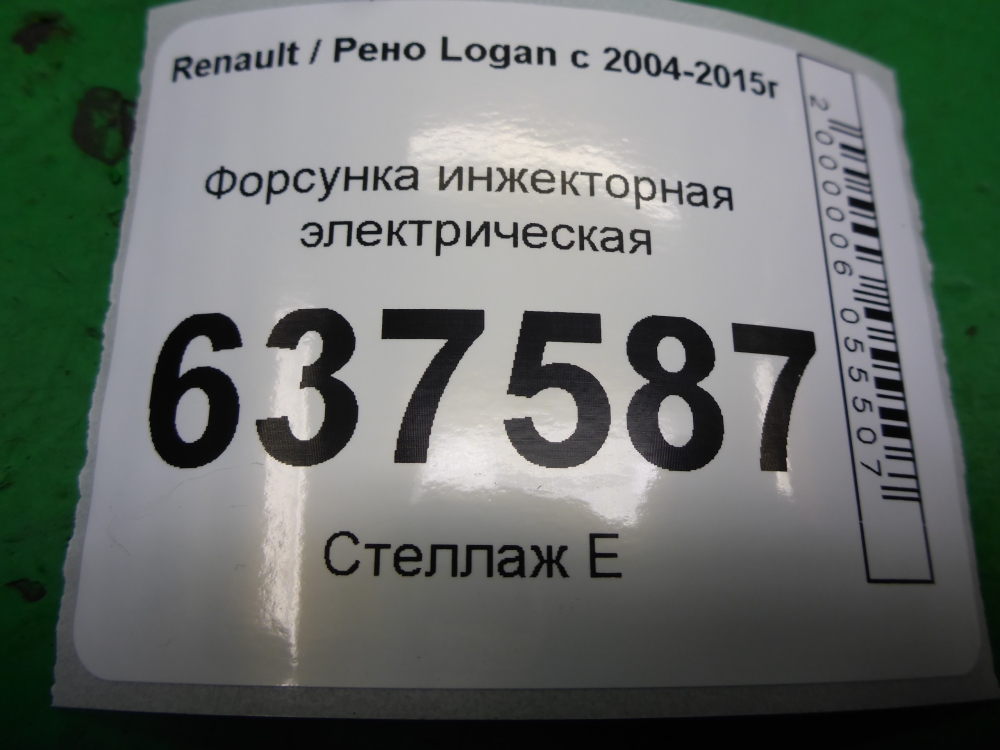 Renault / Рено Logan с 2004-2015г
Форсунка инжекторная
электрическая
637587
Стеллаж E
2000006055507